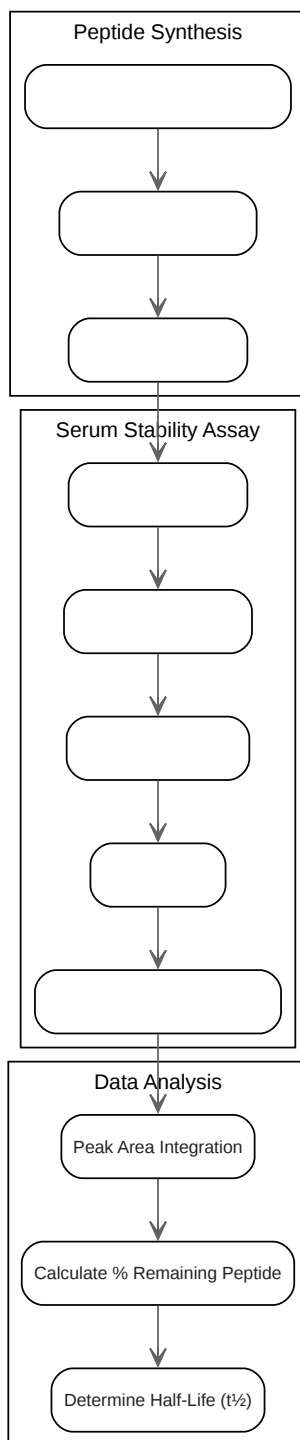 Peptide Synthesis
Serum Stability Assay
Data Analysis
Peak Area Integration
Calculate % Remaining Peptide
Determine Half-Life (t½)